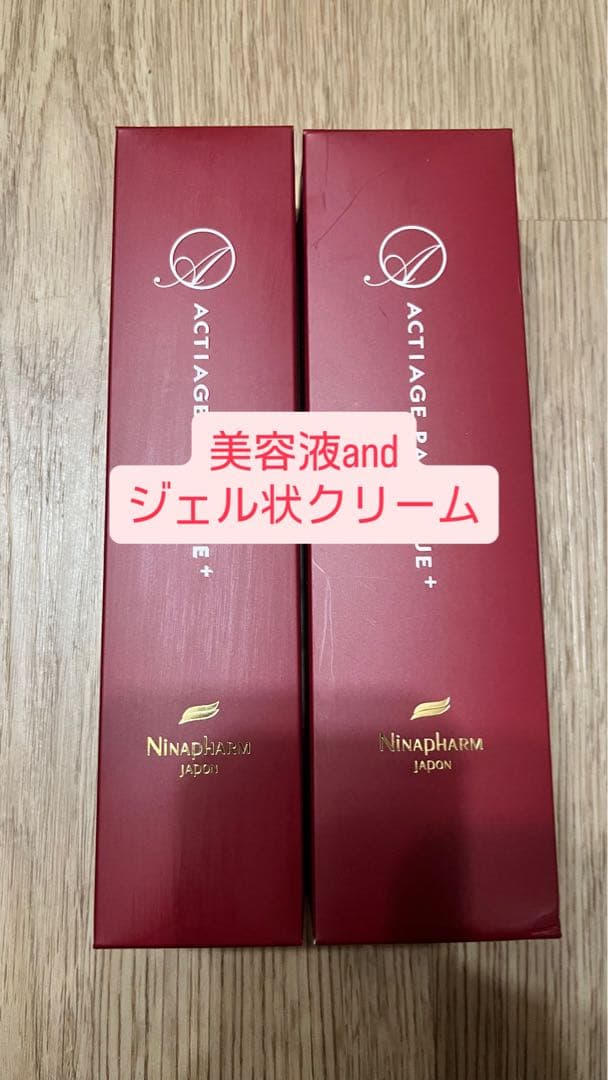 A
ACTIAGE
E+
NINAPHARM
JAPON
A
ACTIAGE
UE+
NINAPHARM
JAPON
美容液and
ジェル状クリーム